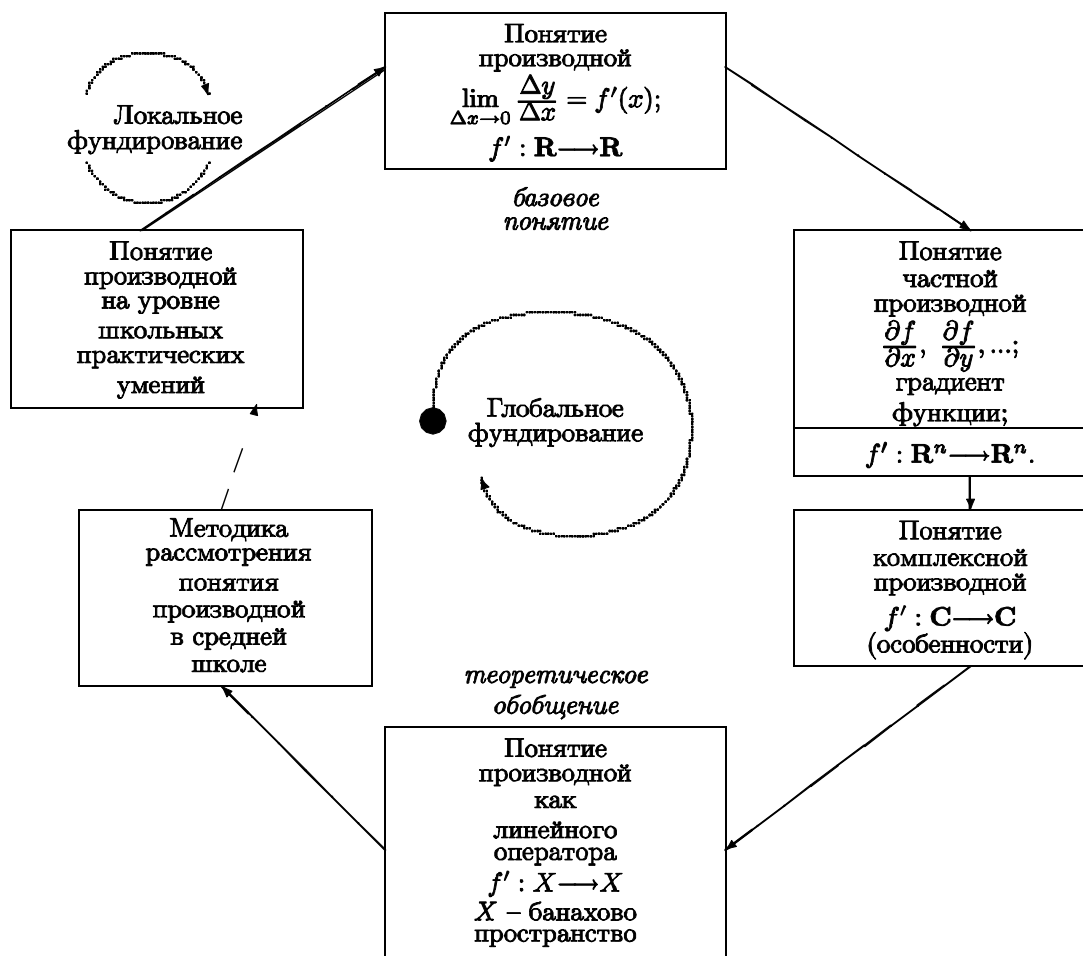 Понятие
производной
lim Δx→0 Δy/Δx = f′(x);
f′ : R⟶R
Локальное
фундирование
базовое
понятие
Понятие
производной
на уровне
школьных
практических
умений
Понятие
частной
производной
∂f/∂x, ∂f/∂y, ...;
градиент
функции;
f′ : Rⁿ⟶Rⁿ.
Глобальное
фундирование
Методика
рассмотрения
понятия
производной
в средней
школе
Понятие
комплексной
производной
f′ : C⟶C
(особенности)
теоретическое
обобщение
Понятие
производной
как
линейного
оператора
f′ : X⟶X
X – банахово
пространство